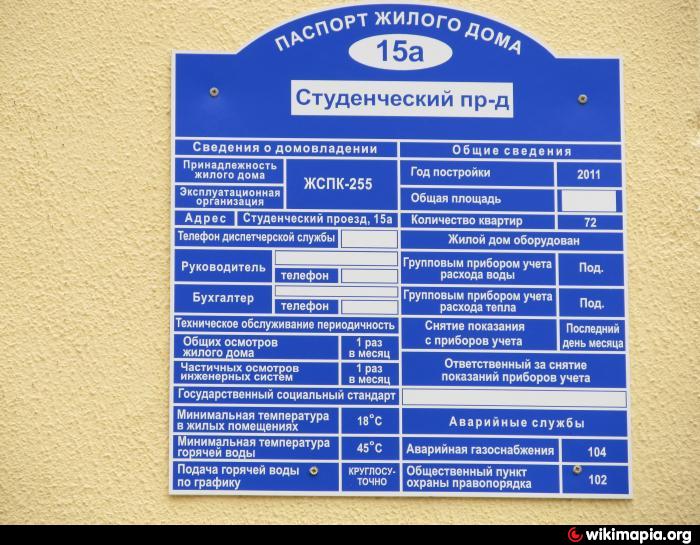 ПАСПОРТ ЖИЛОГО ДОМА
15а
Студенческий пр-д
Сведения о домовладении
Принадлежность
жилого дома
Эксплуатационная
организация
ЖСПК-255
Адрес Студенческий проезд, 15а
Телефон диспетчерской службы
Руководитель
телефон
Бухгалтер
телефон
Техническое обслуживание периодичность
Общих осмотров
жилого дома
1 раз
в месяц
Частичных осмотров
инженерных систем
1 раз
в месяц
Государственный социальный стандарт
Минимальная температура
в жилых помещениях
18°С
Минимальная температура
горячей воды
45°С
Подача горячей воды
по графику
КРУГЛОСУ-
ТОЧНО
Общие сведения
Год постройки 2011
Общая площадь
Количество квартир 72
Жилой дом оборудован
Групповым прибором учета
расхода воды
Под.
Групповым прибором учета
расхода тепла
Под.
Снятие показания
с приборов учета
Последний
день месяца
Ответственный за снятие
показаний приборов учета
Аварийные службы
Аварийная газоснабжения 104
Общественный пункт
охраны правопорядка
102
wikimapia.org